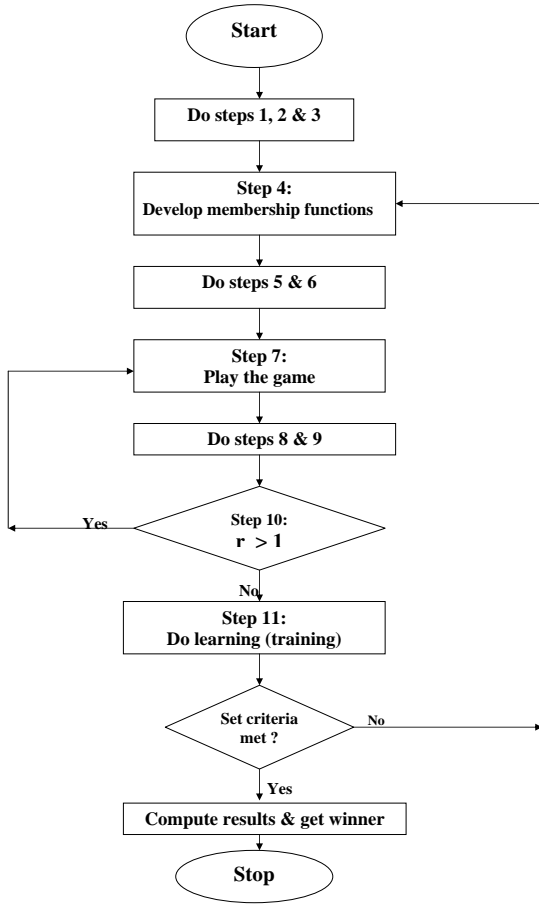 Start
Do steps 1, 2 & 3
Step 4:
Develop membership functions
Do steps 5 & 6
Step 7:
Play the game
Do steps 8 & 9
Step 10:
r > 1
Yes
No
Step 11:
Do learning (training)
Set criteria
met ?
No
Yes
Compute results & get winner
Stop